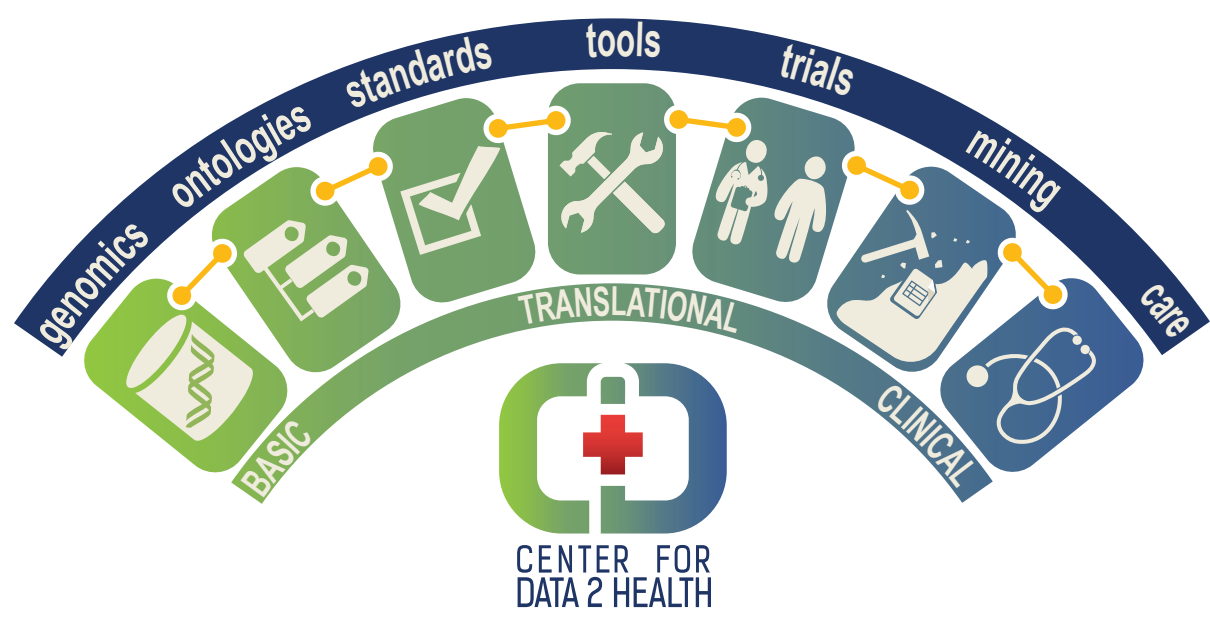 genomics
ontologies
standards
tools
trials
mining
care
BASIC
TRANSLATIONAL
CLINICAL
CENTER FOR
DATA 2 HEALTH